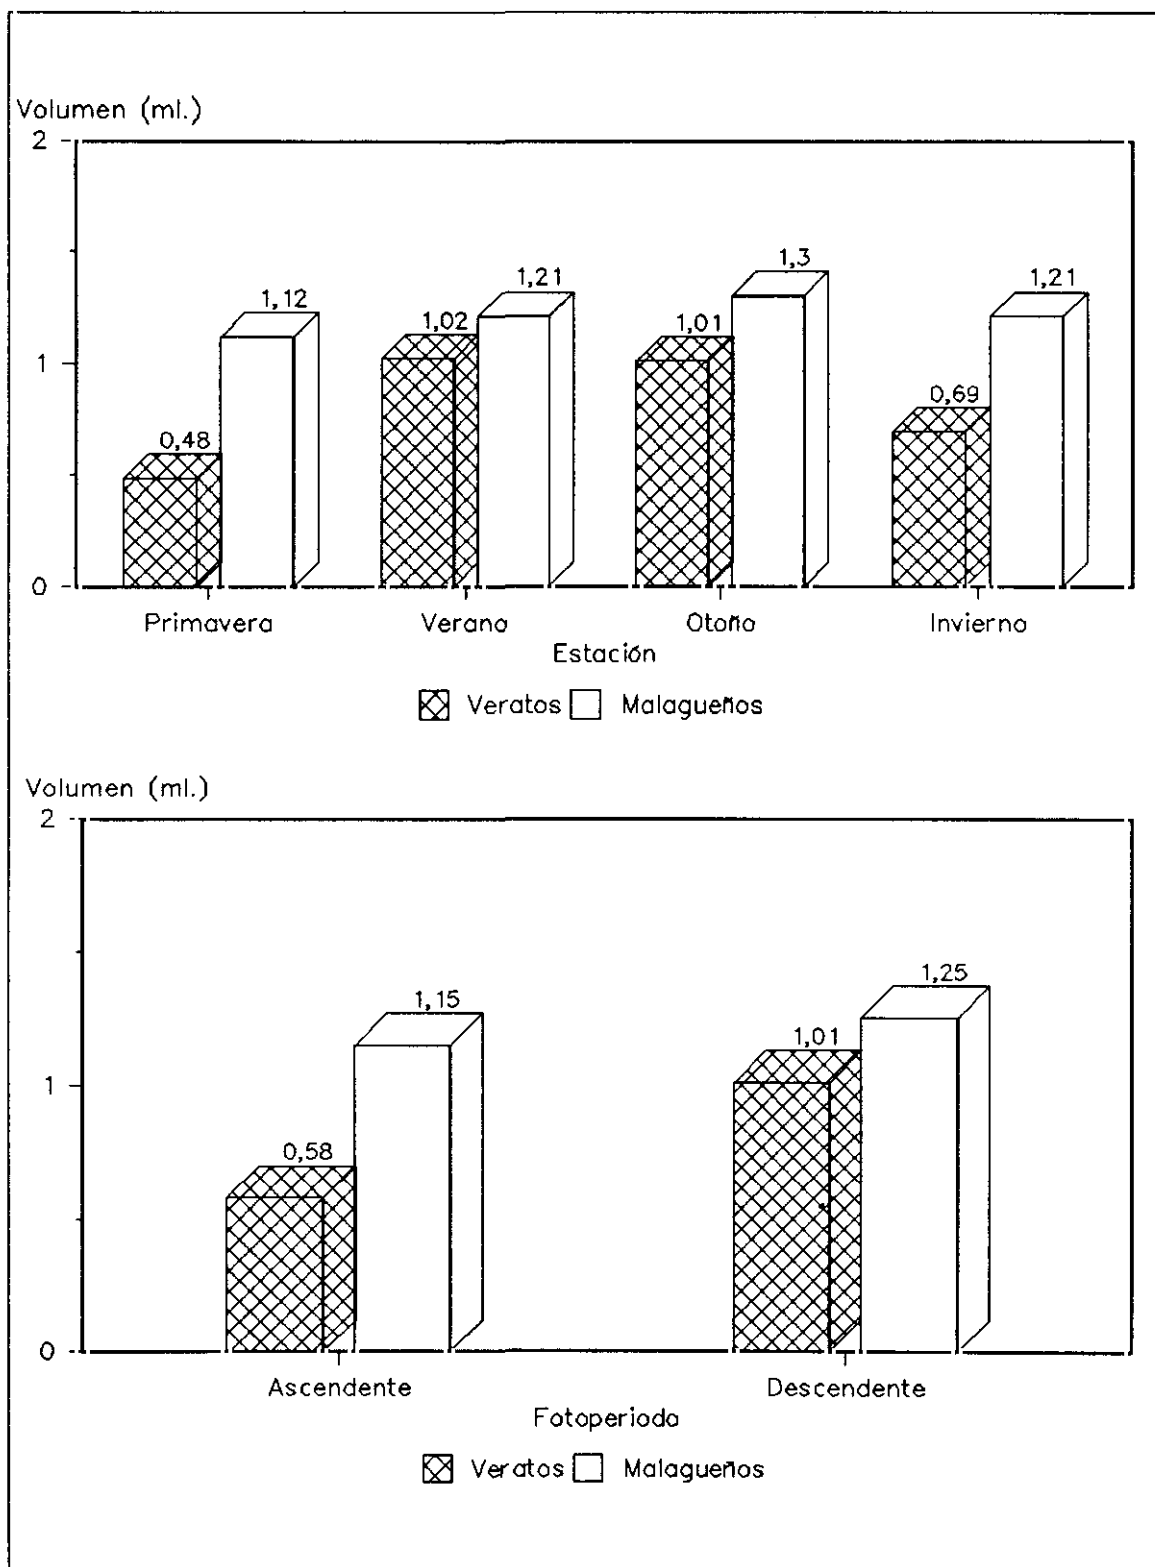 Volumen (ml.)
2
1,3
1,21
1,21
1,12
1,02
1,01
1
0,69
0,48
0
Primavera Verano Otoño Invierno
Estación
Veratos Malagueños
Volumen (ml.)
2
1,25
1,15
1,01
1
0,58
0
Ascendente Descendente
Fotoperiodo
Veratos Malagueños